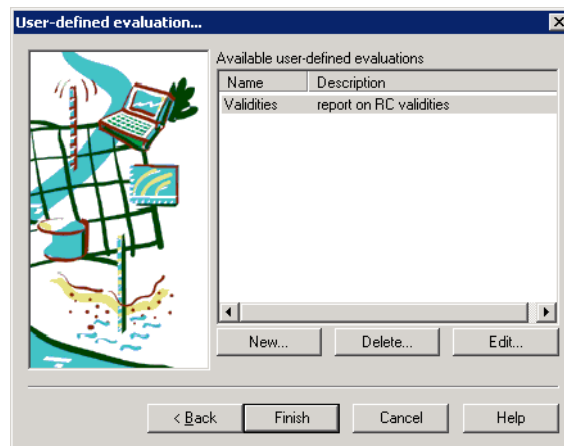 User-defined evaluation...
Available user-defined evaluations
Name Description
Validities report on RC validities
New... Delete... Edit...
< Back Finish Cancel Help